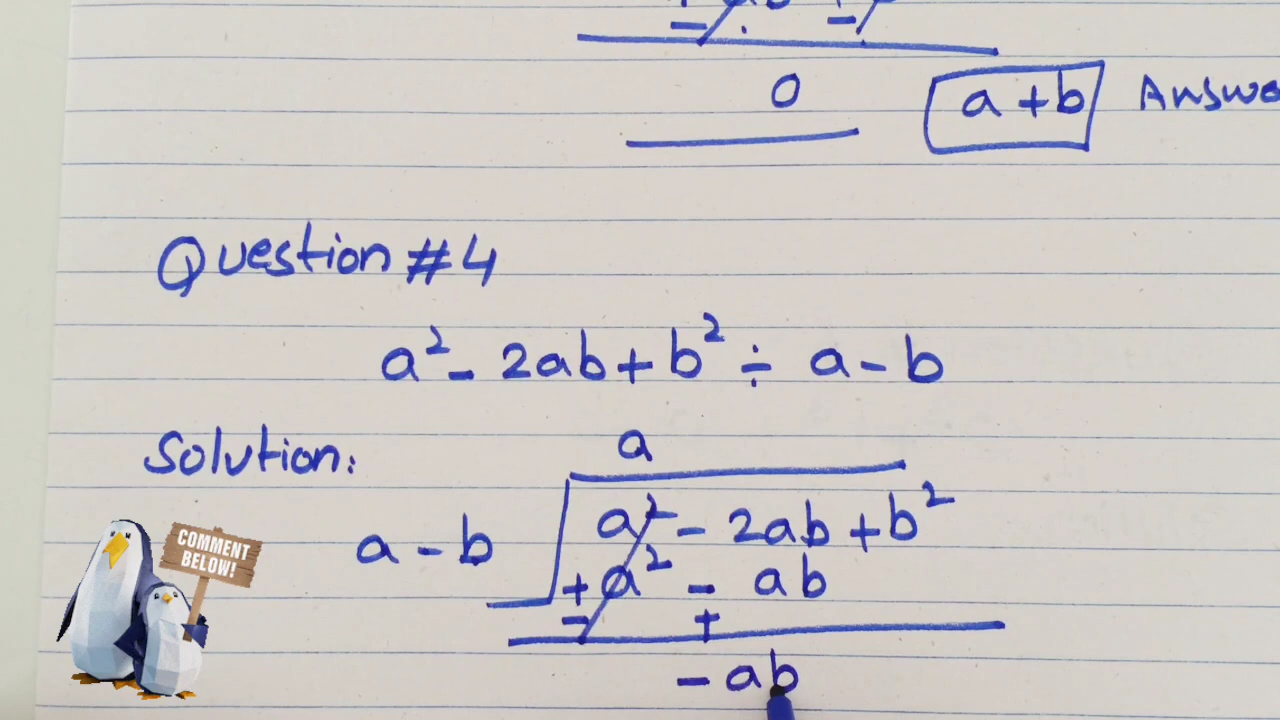 0
a + b Answe
Question #4
a² - 2ab + b² ÷ a - b
Solution:
a
a - b a² - 2ab + b²
+ a² - ab
- +
- ab
COMMENT
BELOW!